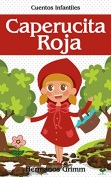 Cuentos Infantiles
Caperucita
Roja
Hermanos Grimm